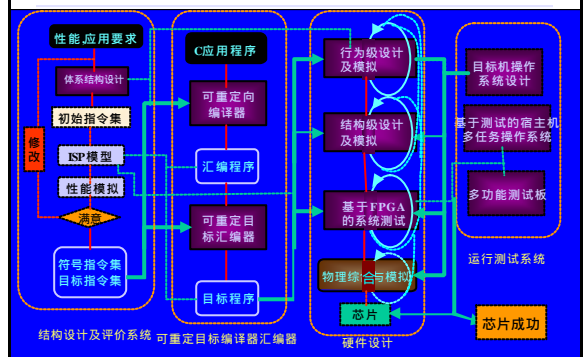 性能,应用要求
体系结构设计
初始指令集
修
改
ISP模型
性能模拟
满意
符号指令集
目标指令集
结构设计及评价系统
C应用程序
可重定向
编译器
汇编程序
可重定目
标汇编器
目标程序
可重定目标编译器汇编器
行为级设计
及模拟
结构级设计
及模拟
基于FPGA
的系统测试
物理综合与模拟
芯片
硬件设计
目标机操作
系统设计
基于测试的宿主机
多任务操作系统
多功能测试板
运行测试系统
芯片成功